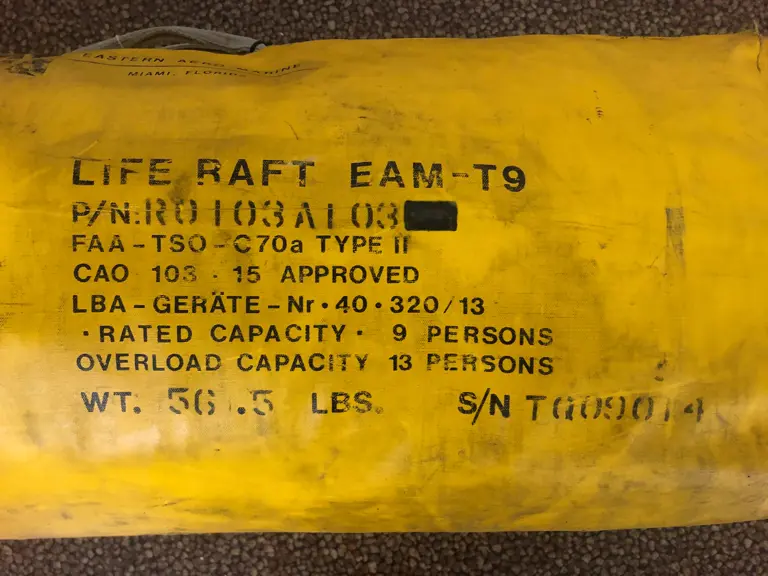 EASTERN AERO MARINE
MIAMI, FLORIDA
LIFE RAFT EAM-T9
P/N: R0103A103
FAA-TSO-C70a TYPE II
CAO 103 · 15 APPROVED
LBA-GERÄTE-Nr·40·320/13
·RATED CAPACITY· 9 PERSONS
OVERLOAD CAPACITY 13 PERSONS
WT. 56.5 LBS. S/N